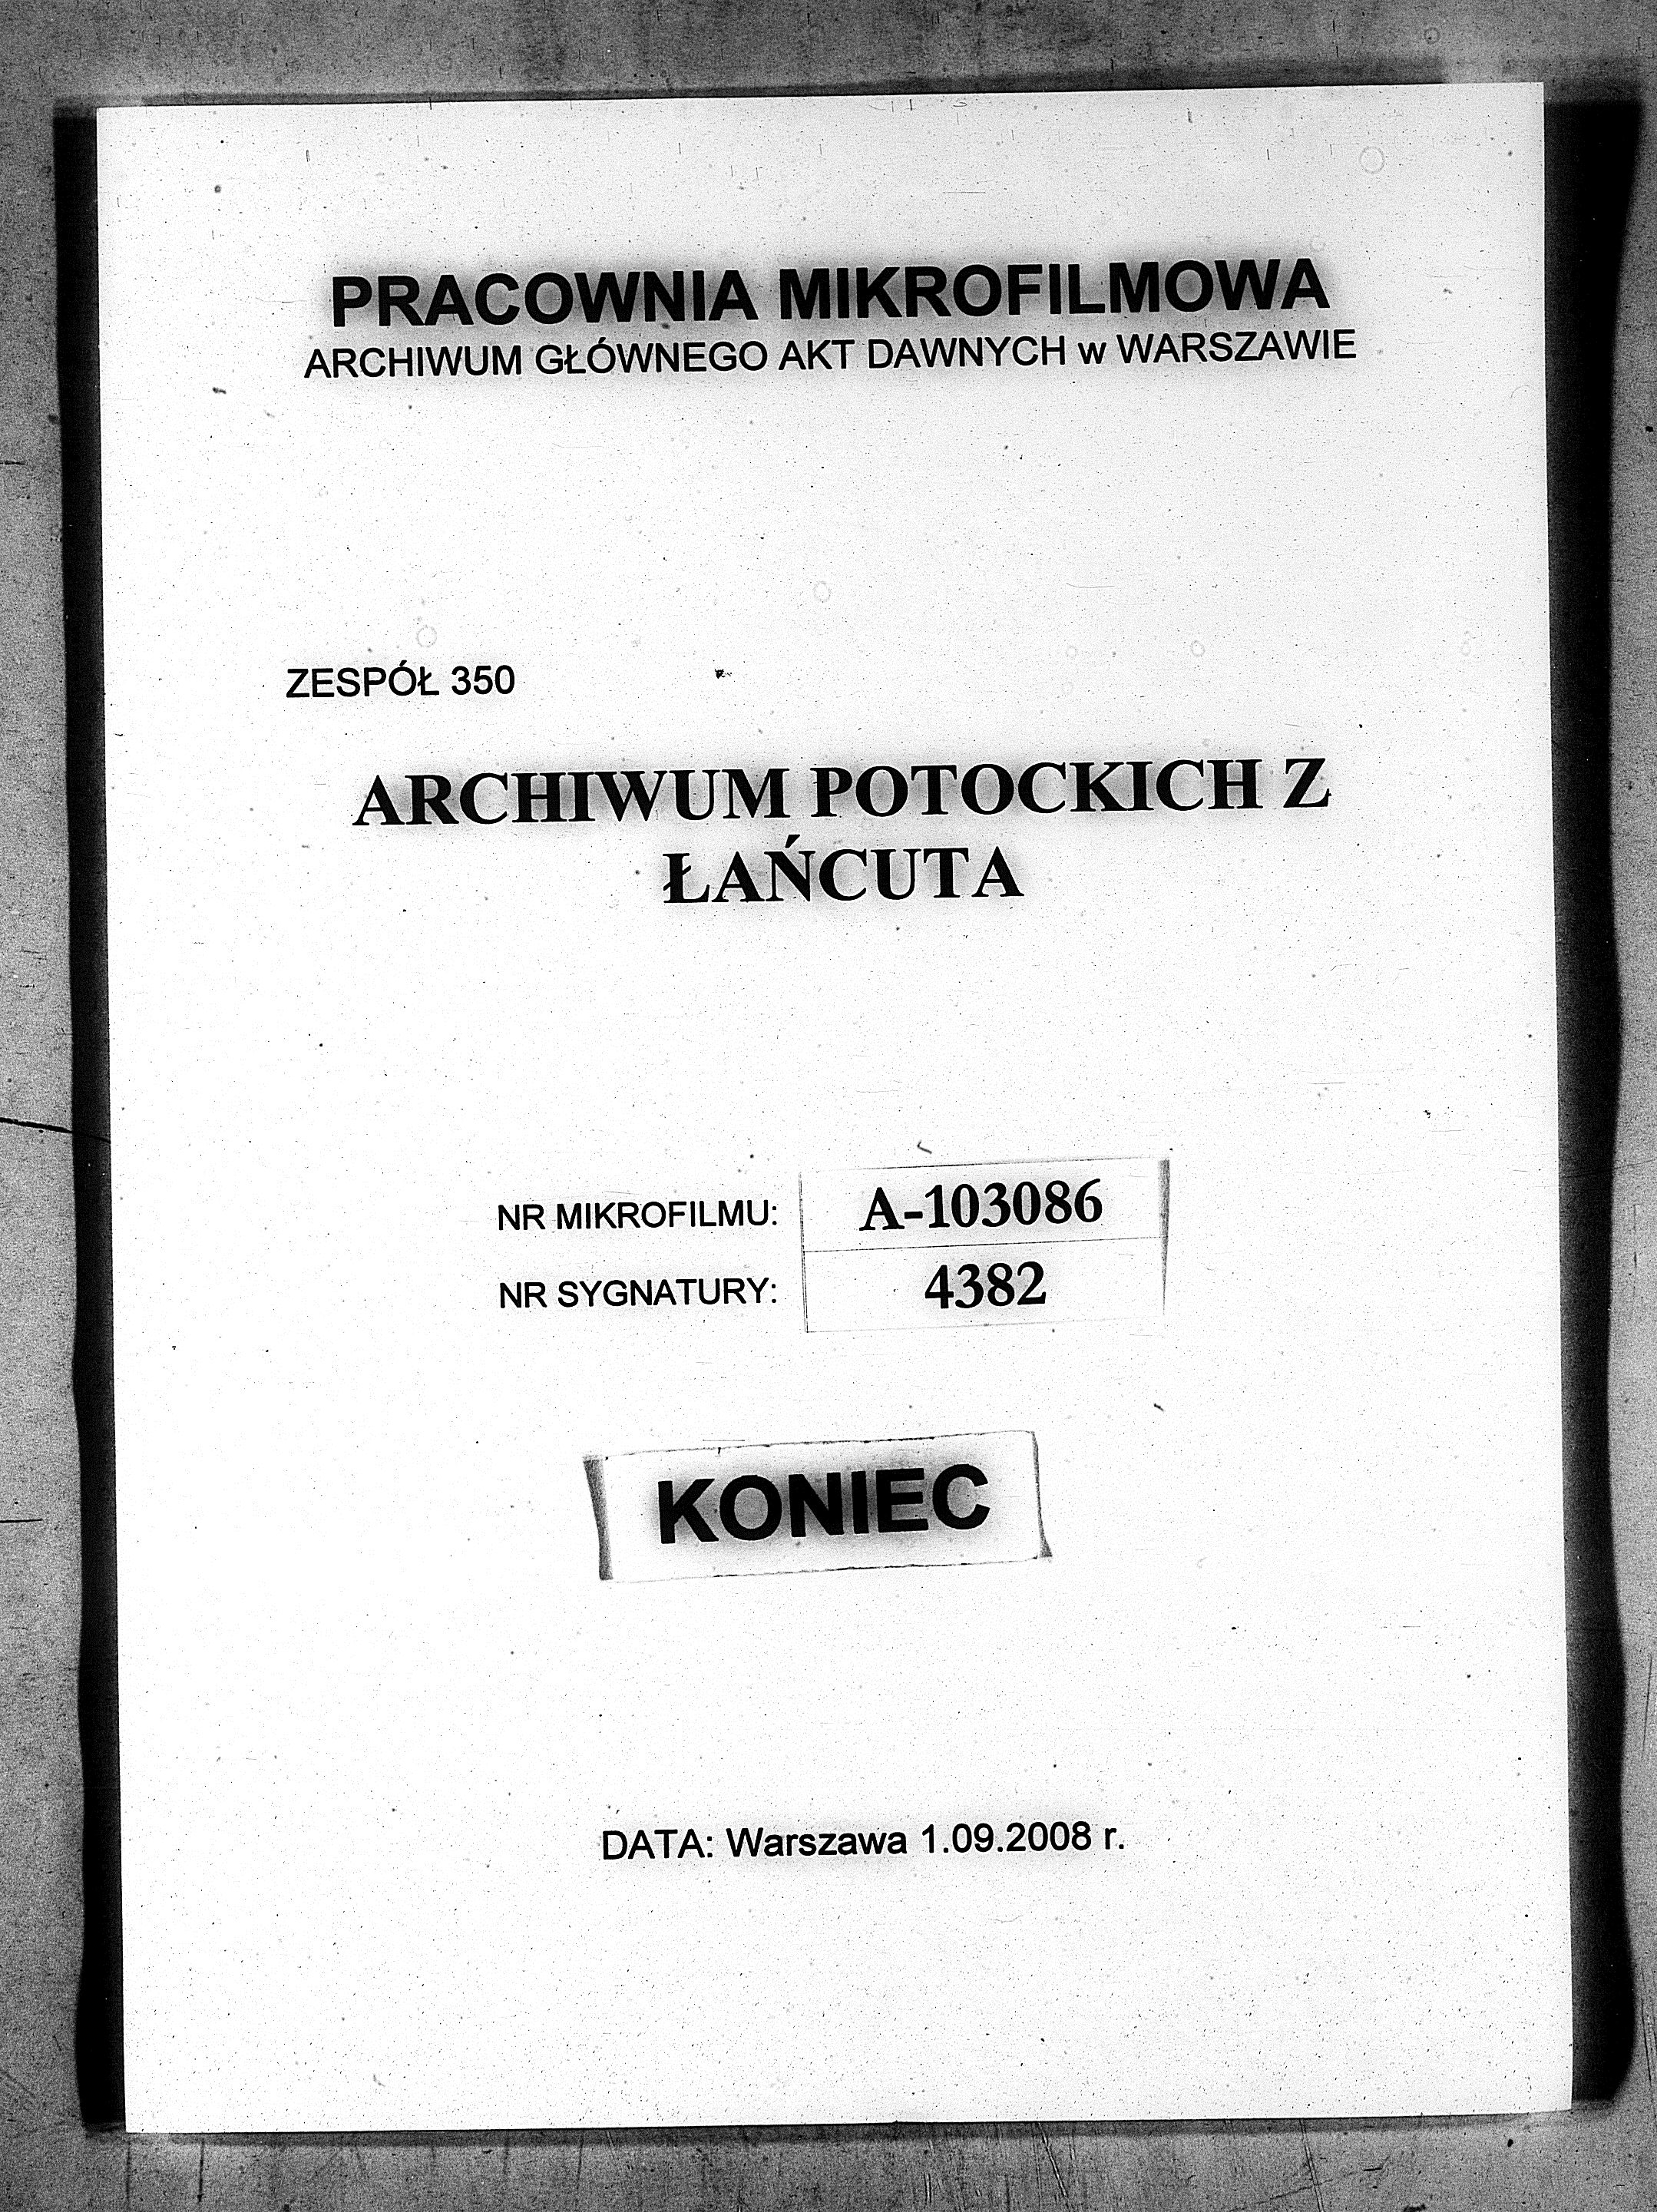 PRACOWNIA MIKROFILMOWA
ARCHIWUM GŁÓWNEGO AKT DAWNYCH w WARSZAWIE
ZESPÓŁ 350
ARCHIWUM POTOCKICH Z
ŁAŃCUTA
NR MIKROFILMU: A-103086
NR SYGNATURY: 4382
KONIEC
DATA: Warszawa 1.09.2008 r.